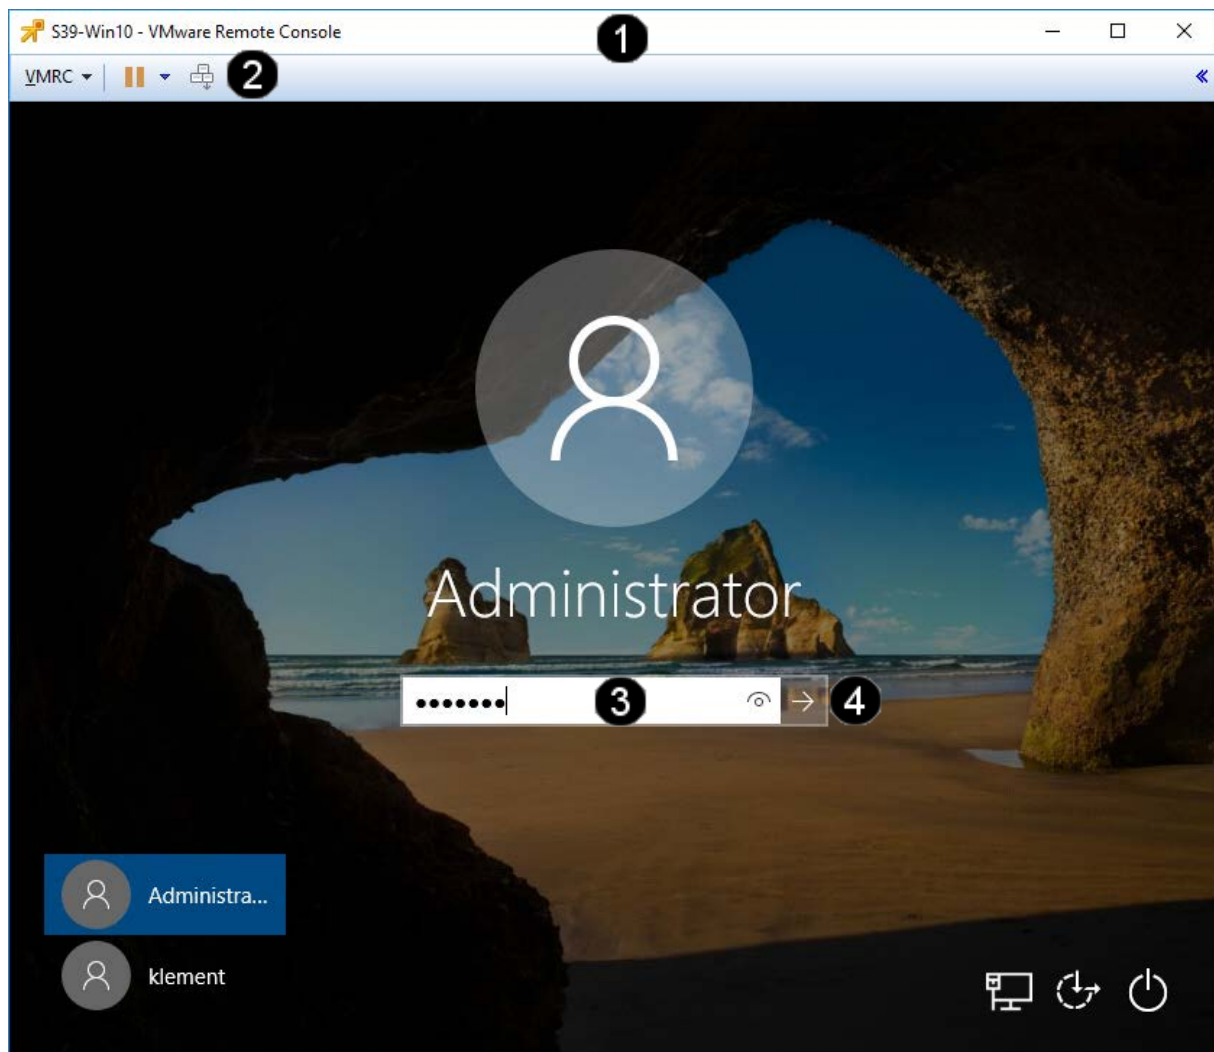 S39-Win10 - VMware Remote Console
1
VMRC
2
Administrator
•••••••
3
4
Administra...
klement